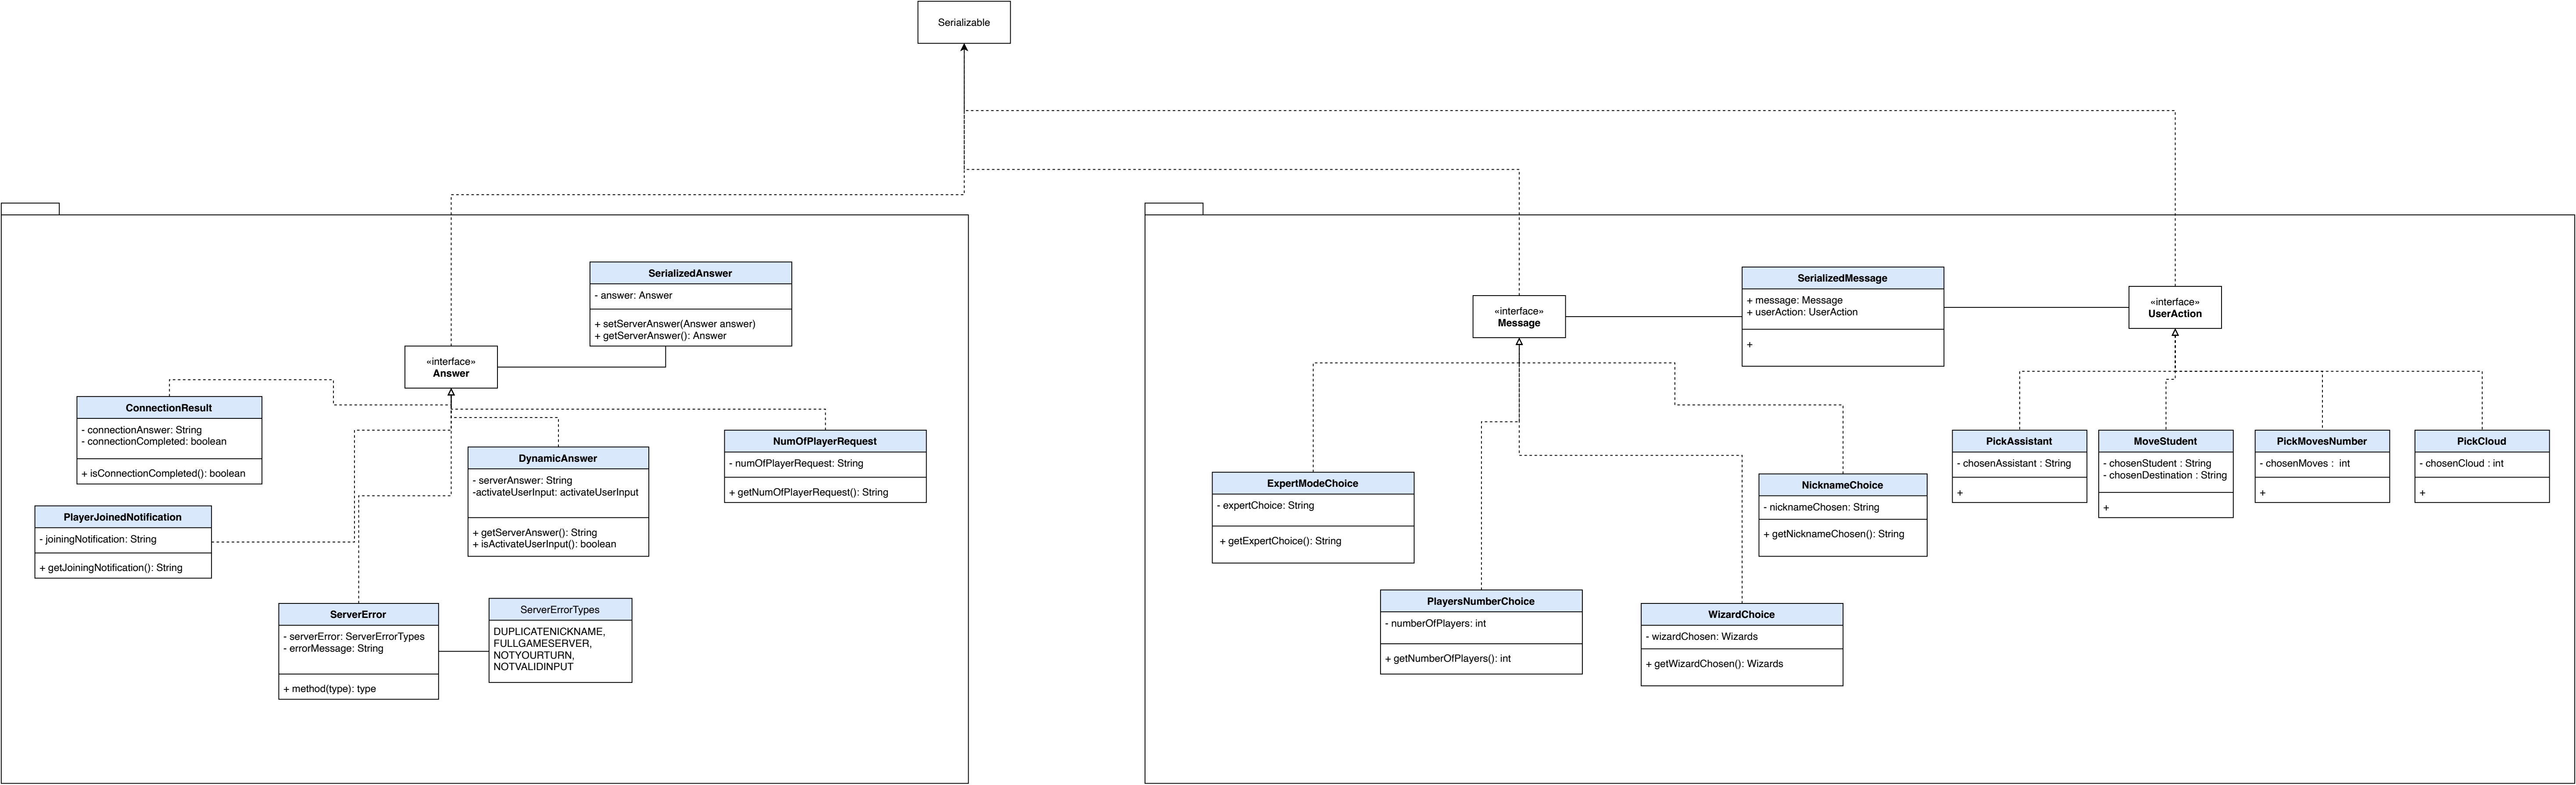 Serializable
SerializedAnswer
- answer: Answer
+ setServerAnswer(Answer answer)
+ getServerAnswer(): Answer
«interface»
Answer
ConnectionResult
- connectionAnswer: String
- connectionCompleted: boolean
+ isConnectionCompleted(): boolean
DynamicAnswer
- serverAnswer: String
-activateUserInput: activateUserInput
+ getServerAnswer(): String
+ isActivateUserInput(): boolean
NumOfPlayerRequest
- numOfPlayerRequest: String
+ getNumOfPlayerRequest(): String
PlayerJoinedNotification
- joiningNotification: String
+ getJoiningNotification(): String
ServerError
- serverError: ServerErrorTypes
- errorMessage: String
+ method(type): type
ServerErrorTypes
DUPLICATENICKNAME,
FULLGAMESERVER,
NOTYOURTURN,
NOTVALIDINPUT
«interface»
Message
SerializedMessage
+ message: Message
+ userAction: UserAction
+
«interface»
UserAction
ExpertModeChoice
- expertChoice: String
+ getExpertChoice(): String
PlayersNumberChoice
- numberOfPlayers: int
+ getNumberOfPlayers(): int
WizardChoice
- wizardChosen: Wizards
+ getWizardChosen(): Wizards
NicknameChoice
- nicknameChosen: String
+ getNicknameChosen(): String
PickAssistant
- chosenAssistant : String
+
MoveStudent
- chosenStudent : String
- chosenDestination : String
+
PickMovesNumber
- chosenMoves :  int
+
PickCloud
- chosenCloud : int
+